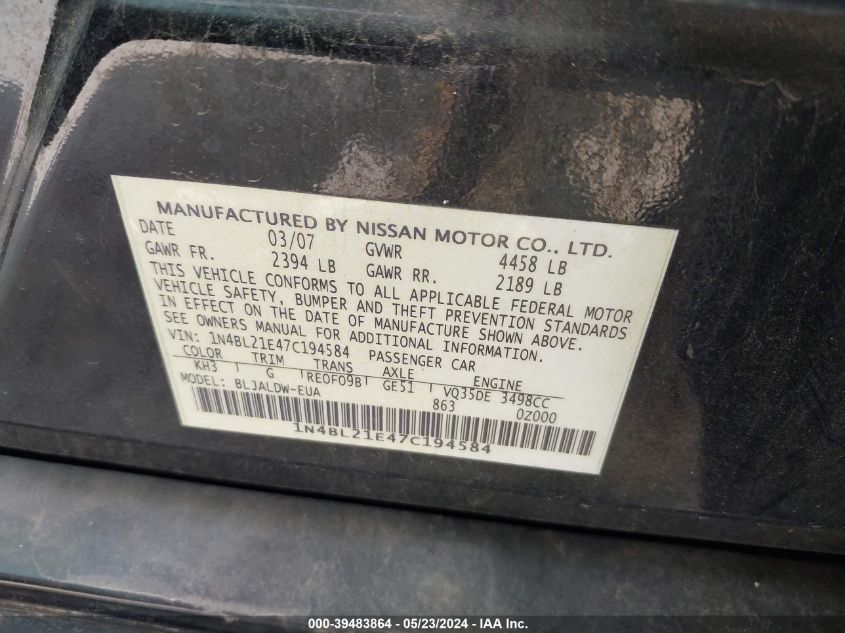 MANUFACTURED BY NISSAN MOTOR CO., LTD.
DATE 03/07 GVWR 4458 LB
GAWR FR. 2394 LB GAWR RR. 2189 LB
THIS VEHICLE CONFORMS TO ALL APPLICABLE FEDERAL MOTOR
VEHICLE SAFETY, BUMPER AND THEFT PREVENTION STANDARDS
IN EFFECT ON THE DATE OF MANUFACTURE SHOWN ABOVE.
SEE OWNERS MANUAL FOR ADDITIONAL INFORMATION.
VIN: 1N4BL21E47C194584 PASSENGER CAR
COLOR TRIM TRANS AXLE ENGINE
KH3 G REOFO9B GE51 VQ35DE 3498CC
MODEL: BLJALDW-EUA 863 0Z000
1N4BL21E47C194584
000-39483864 - 05/23/2024 - IAA Inc.